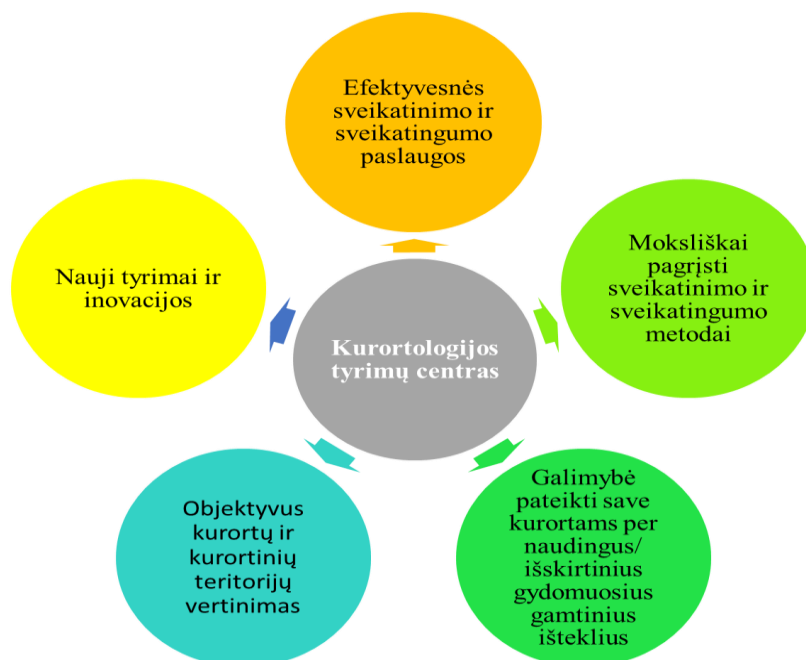 Efektyvesnės
sveikatinimo ir
sveikatingumo
paslaugos
Nauji tyrimai ir
inovacijos
Moksliškai
pagrįsti
sveikatinimo ir
sveikatingumo
metodai
Kurortologijos
tyrimų centras
Objektyvus
kurortų ir
kurortinių
teritorijų
vertinimas
Galimybė
pateikti save
kurortams per
naudingus/
išskirtinius
gydomuosius
gamtinius
išteklius